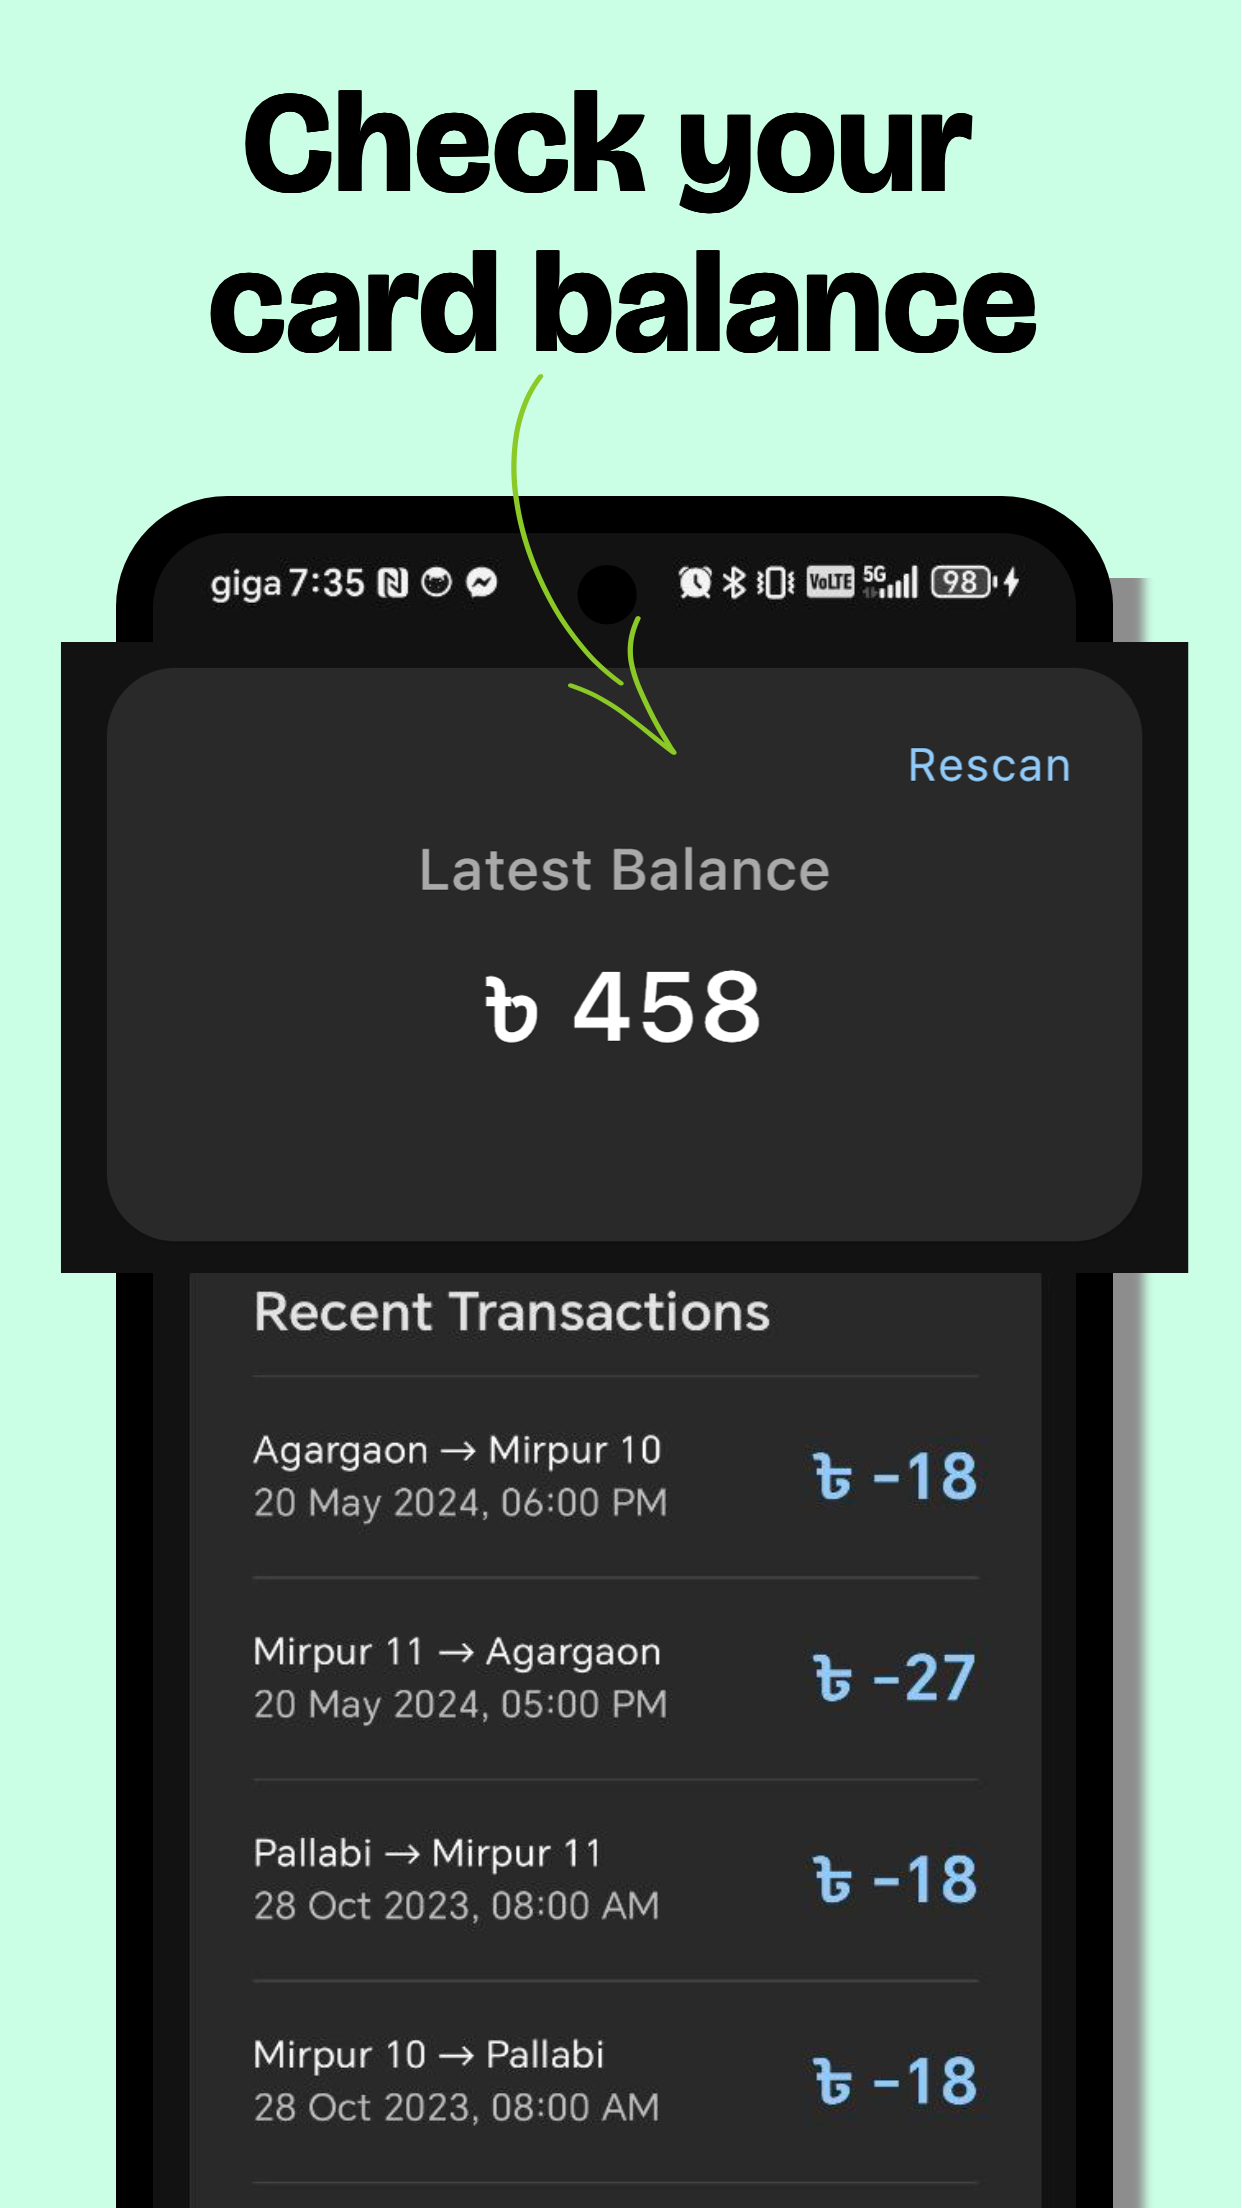 Check your
card balance
giga 7:35 VoLTE 5G 98
Rescan
Latest Balance
৳ 458
Recent Transactions
Agargaon → Mirpur 10
20 May 2024, 06:00 PM
৳ -18
Mirpur 11 → Agargaon
20 May 2024, 05:00 PM
৳ -27
Pallabi → Mirpur 11
28 Oct 2023, 08:00 AM
৳ -18
Mirpur 10 → Pallabi
28 Oct 2023, 08:00 AM
৳ -18